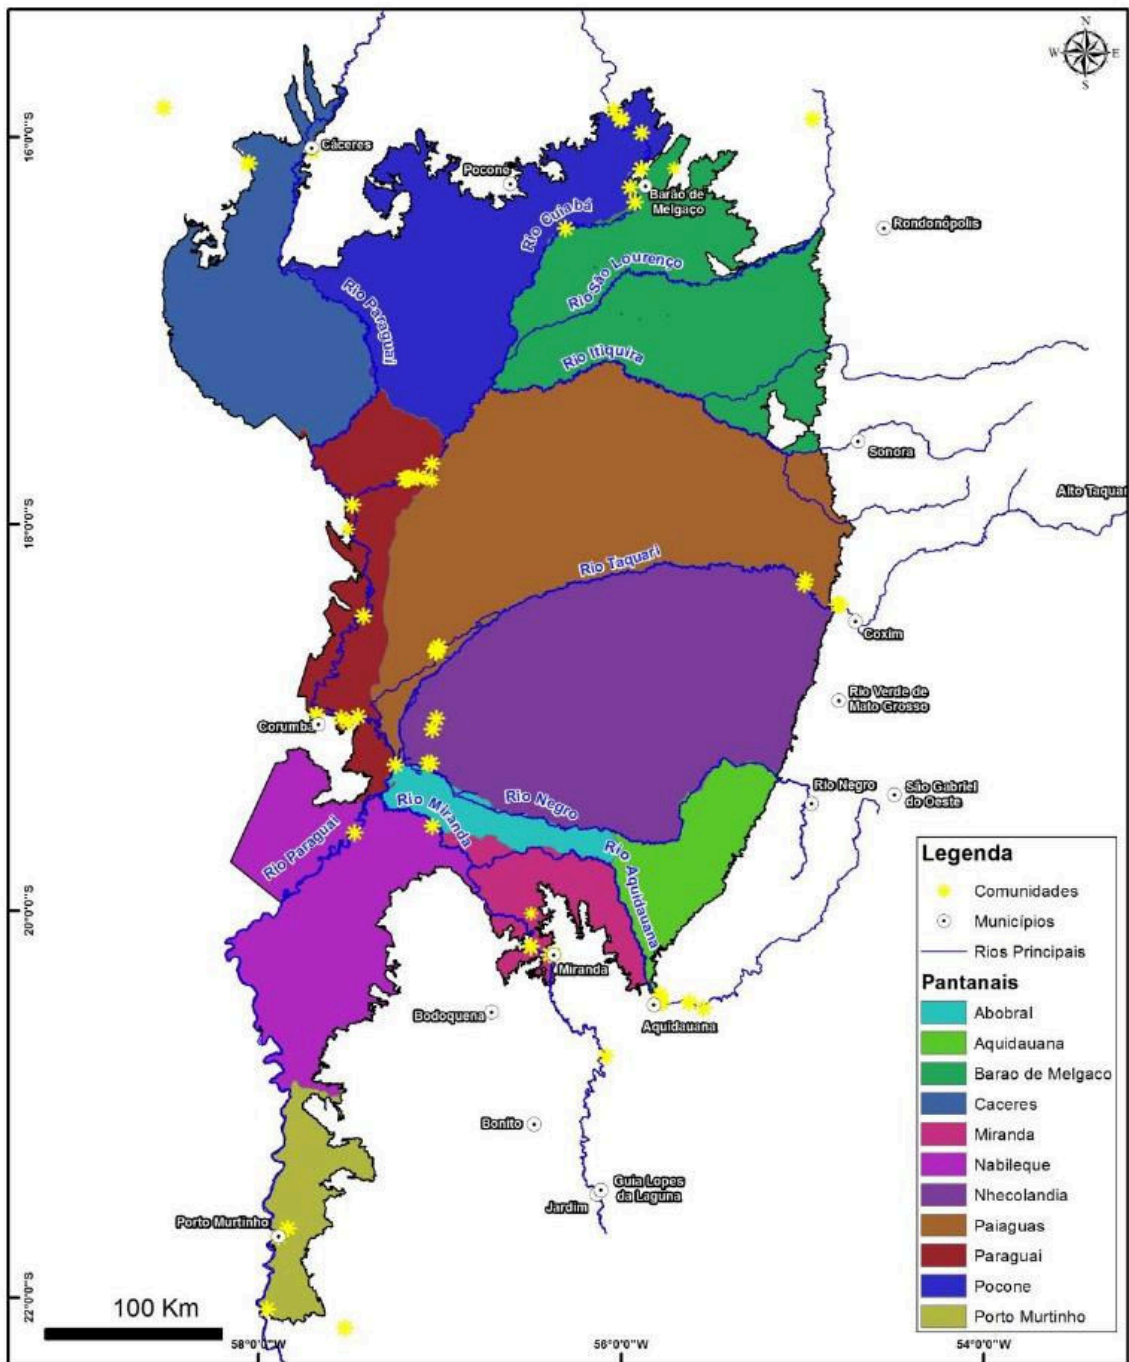 N
W E
S
16°0'0"S
Cáceres
Poconé
Barão de
Melgaço
Rio Cuiabá
Rondonópolis
Rio São Lourenço
Rio Paraguai
Rio Itiquira
Sonora
Alto Taquar
18°0'0"S
Rio Taquari
Coxim
Rio Verde de
Mato Grosso
Corumbá
Rio Negro
São Gabriel
do Oeste
Rio Miranda
Rio Negro
Rio Paraguai
Rio Aquidauana
20°0'0"S
Miranda
Bodoquena
Aquidauana
Bonito
Guia Lopes
da Laguna
Jardim
Porto Murtinho
22°0'0"S
100 Km
58°0'0"W
56°0'0"W
54°0'0"W
Legenda
Comunidades
Municípios
Rios Principais
Pantanais
Abobral
Aquidauana
Barao de Melgaco
Caceres
Miranda
Nabileque
Nhecolandia
Paiaguas
Paraguai
Pocone
Porto Murtinho